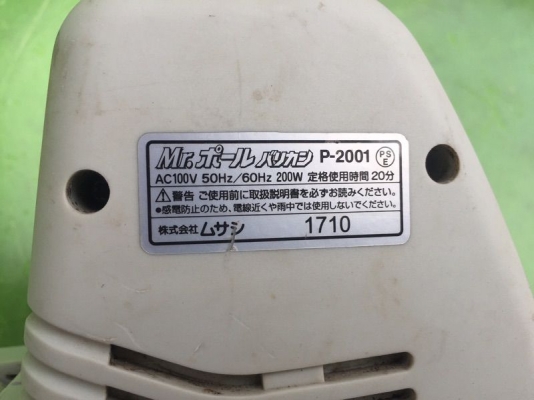 Mr.ポール バリカン P-2001 PSE
AC100V 50Hz/60Hz 200W 定格使用時間20分
⚠警告 ご使用前に取扱説明書を必ずお読みください。
●感電防止のため、電線近くや雨中では使用しないでください。
株式会社ムサシ 1710